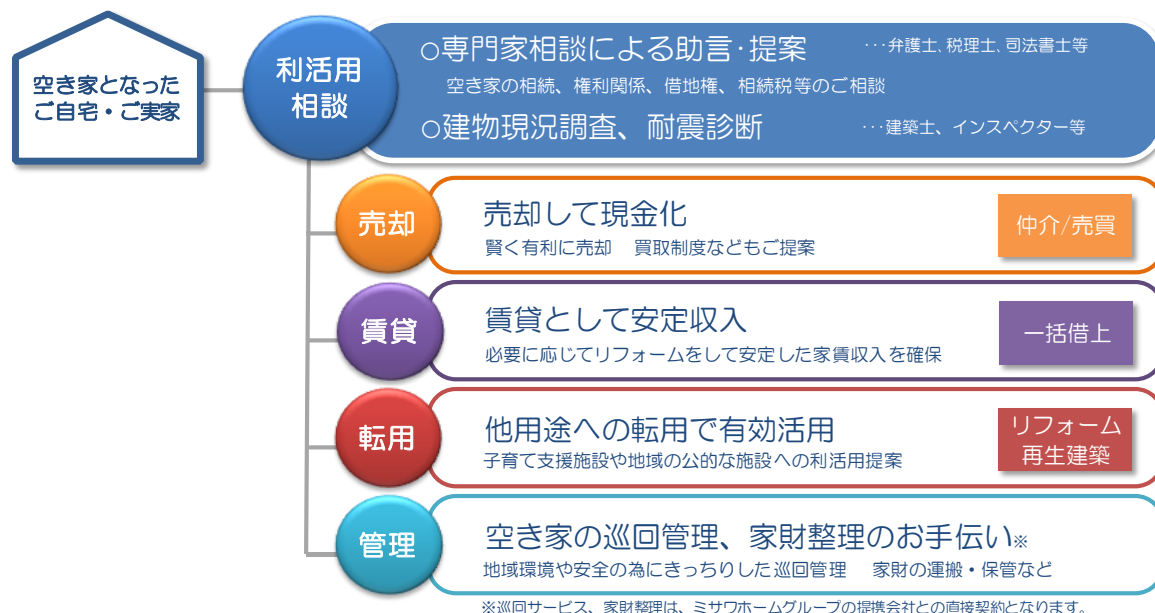 空き家となった
ご自宅・ご実家
利活用
相談
○専門家相談による助言・提案 ･･･弁護士、税理士、司法書士等
空き家の相続、権利関係、借地権、相続税等のご相談
○建物現況調査、耐震診断 ･･･建築士、インスペクター等
売却
売却して現金化
賢く有利に売却 買取制度などもご提案
仲介/売買
賃貸
賃貸として安定収入
必要に応じてリフォームをして安定した家賃収入を確保
一括借上
転用
他用途への転用で有効活用
子育て支援施設や地域の公的な施設への利活用提案
リフォーム
再生建築
管理
空き家の巡回管理、家財整理のお手伝い※
地域環境や安全の為にきっちりした巡回管理 家財の運搬・保管など
※巡回サービス、家財整理は、ミサワホームグループの提携会社との直接契約となります。